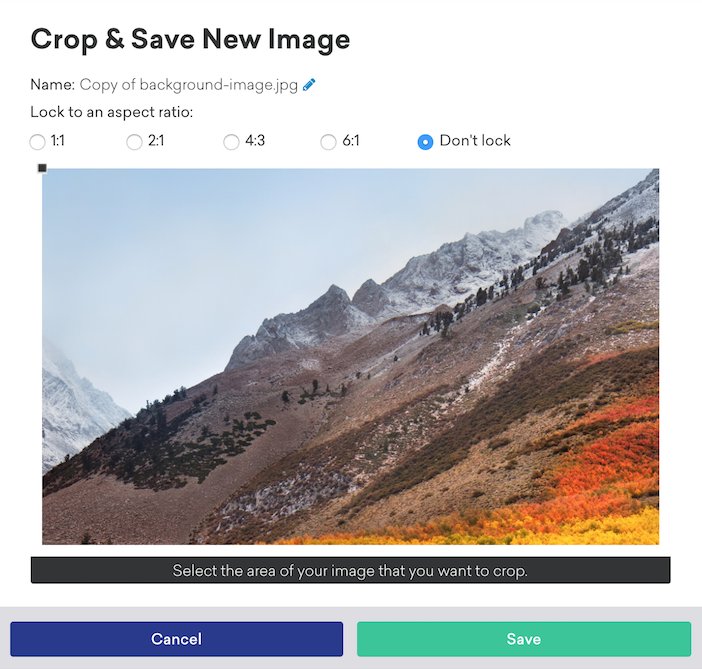 Crop & Save New Image
Name: Copy of background-image.jpg
Lock to an aspect ratio:
1:1 2:1 4:3 6:1 Don't lock
Select the area of your image that you want to crop.
Cancel Save